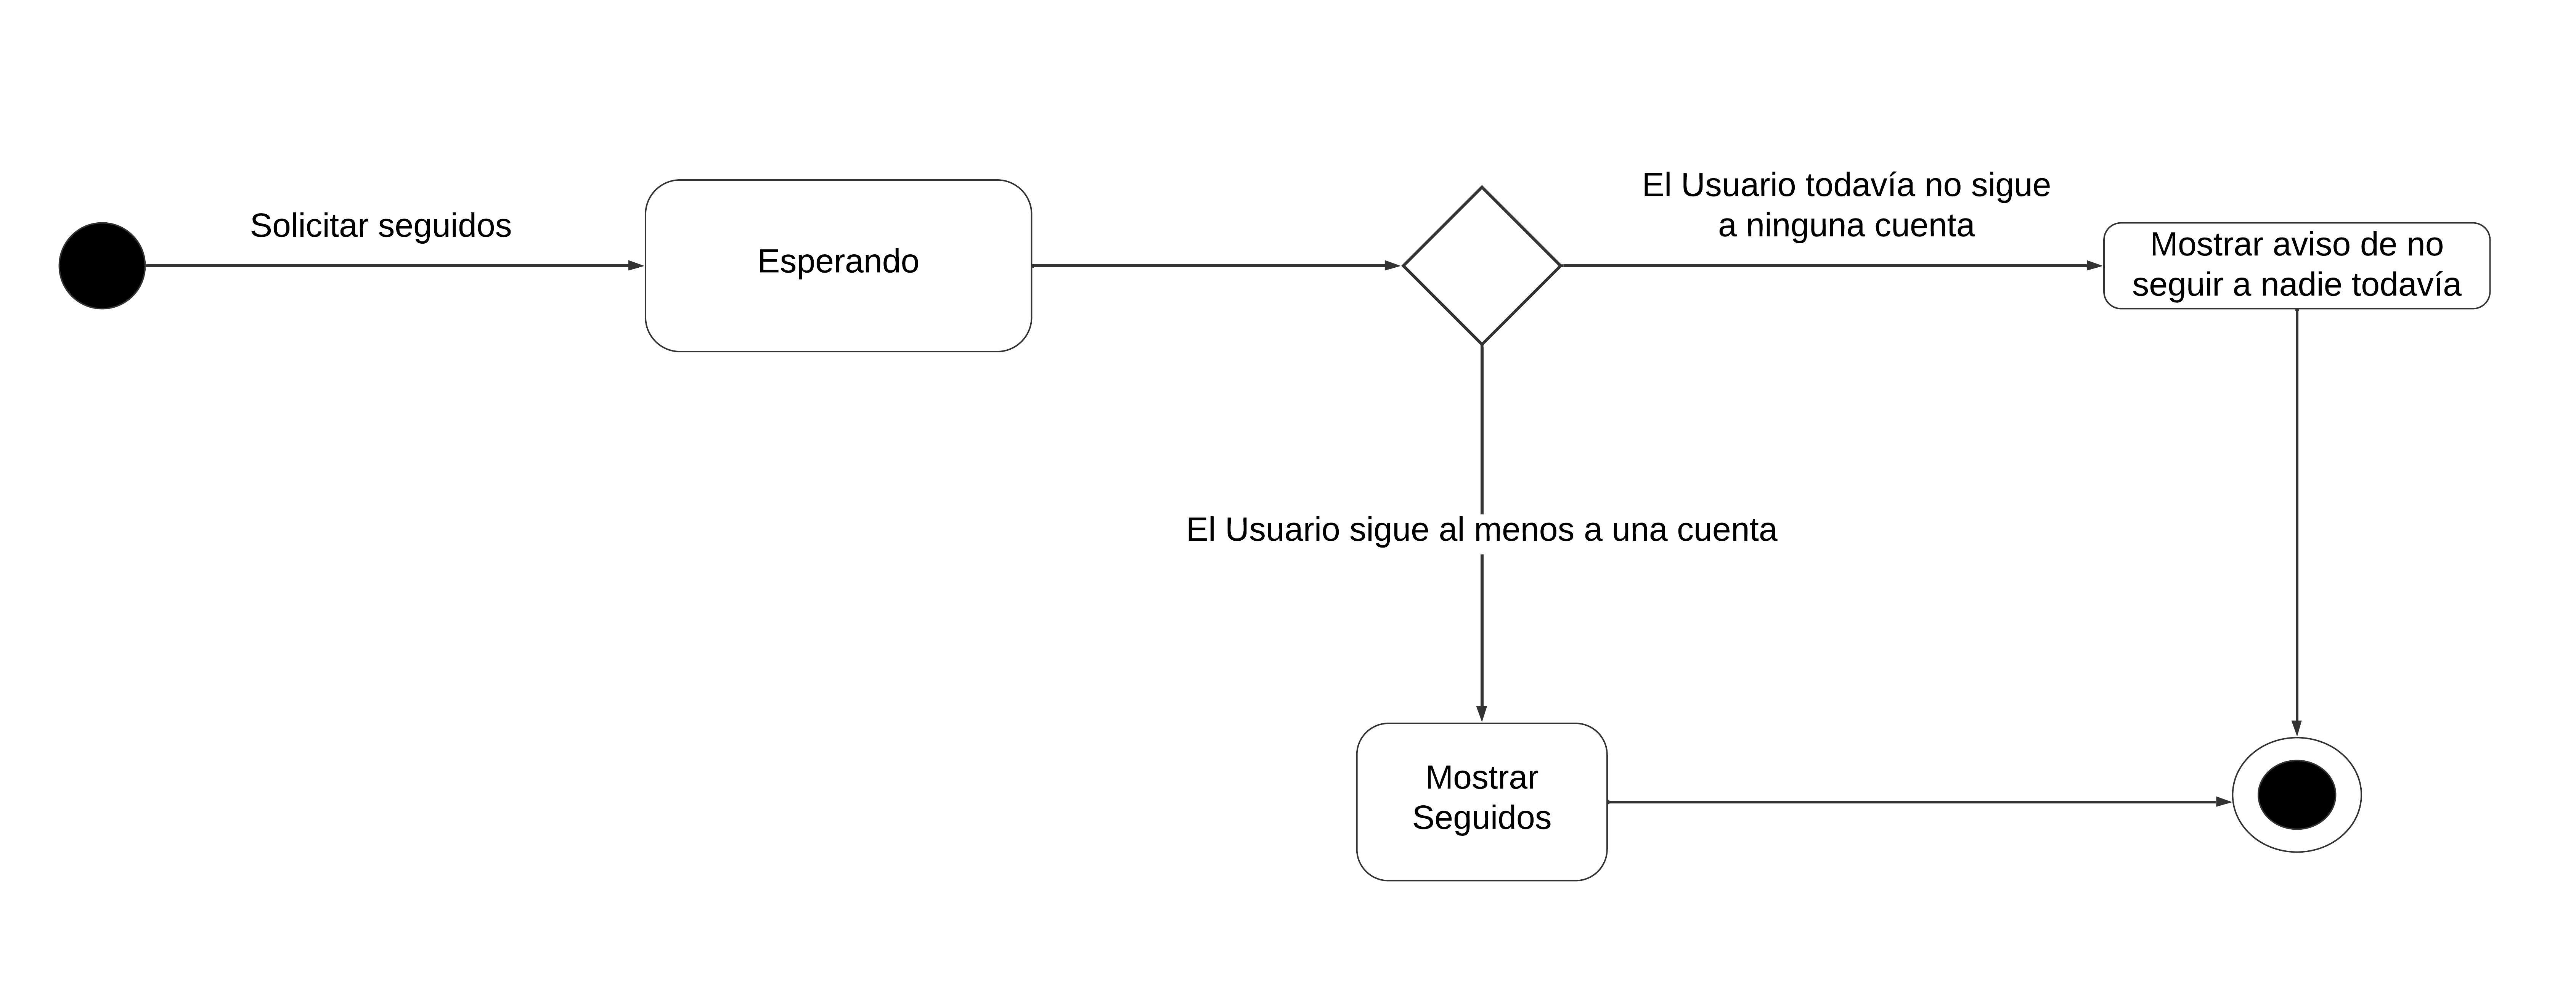 Solicitar seguidos
Esperando
El Usuario todavía no sigue
a ninguna cuenta
Mostrar aviso de no
seguir a nadie todavía
El Usuario sigue al menos a una cuenta
Mostrar
Seguidos